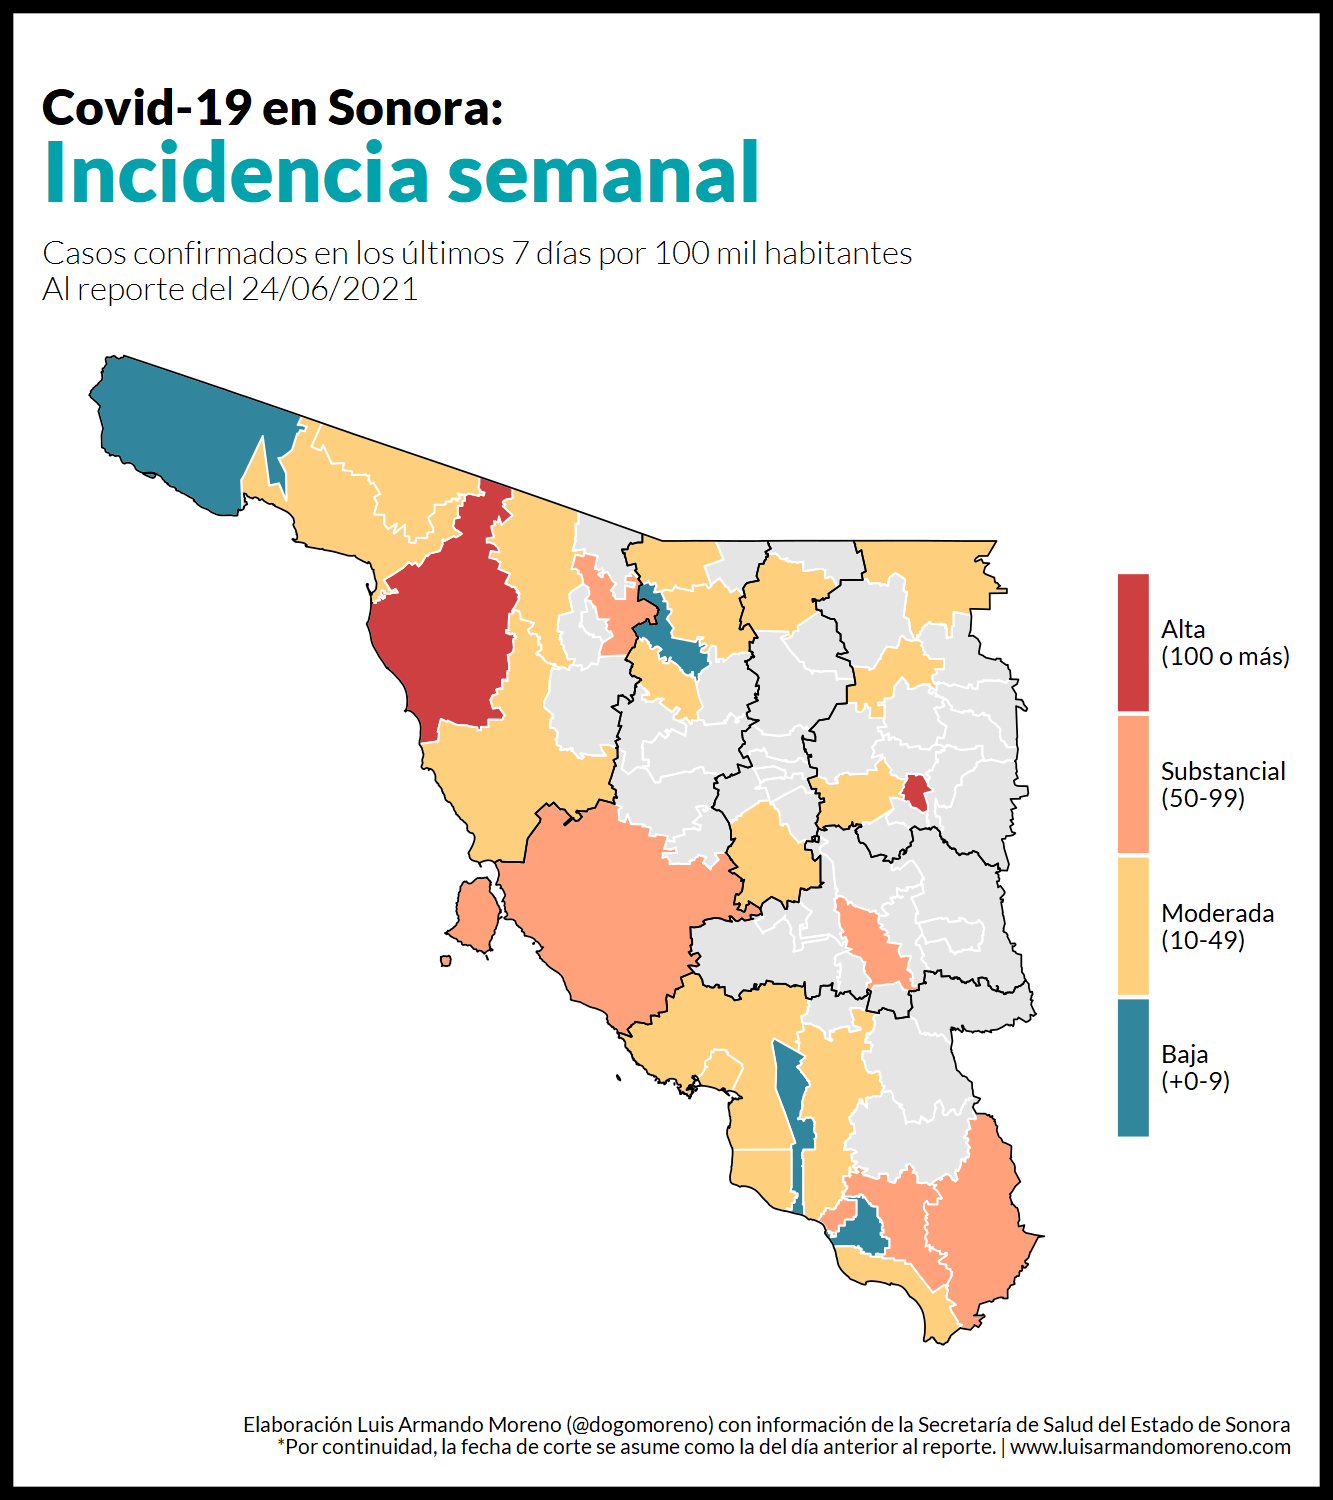 Covid-19 en Sonora:
Incidencia semanal
Casos confirmados en los últimos 7 días por 100 mil habitantes
Al reporte del 24/06/2021
Alta
(100 o más)
Substancial
(50-99)
Moderada
(10-49)
Baja
(+0-9)
Elaboración Luis Armando Moreno (@dogomoreno) con información de la Secretaría de Salud del Estado de Sonora
*Por continuidad, la fecha de corte se asume como la del día anterior al reporte. | www.luisarmandomoreno.com